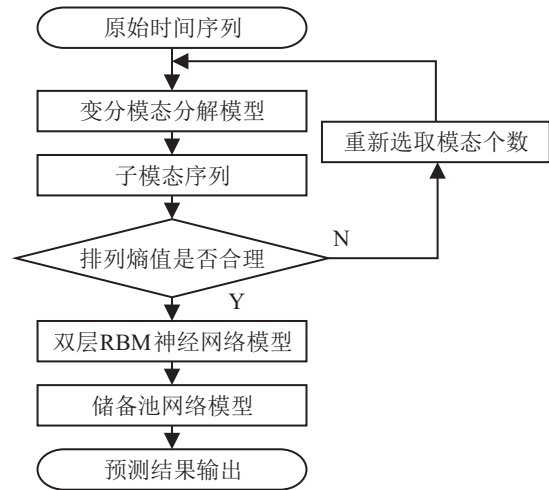 原始时间序列
变分模态分解模型
重新选取模态个数
子模态序列
排列熵值是否合理
N
Y
双层RBM神经网络模型
储备池网络模型
预测结果输出